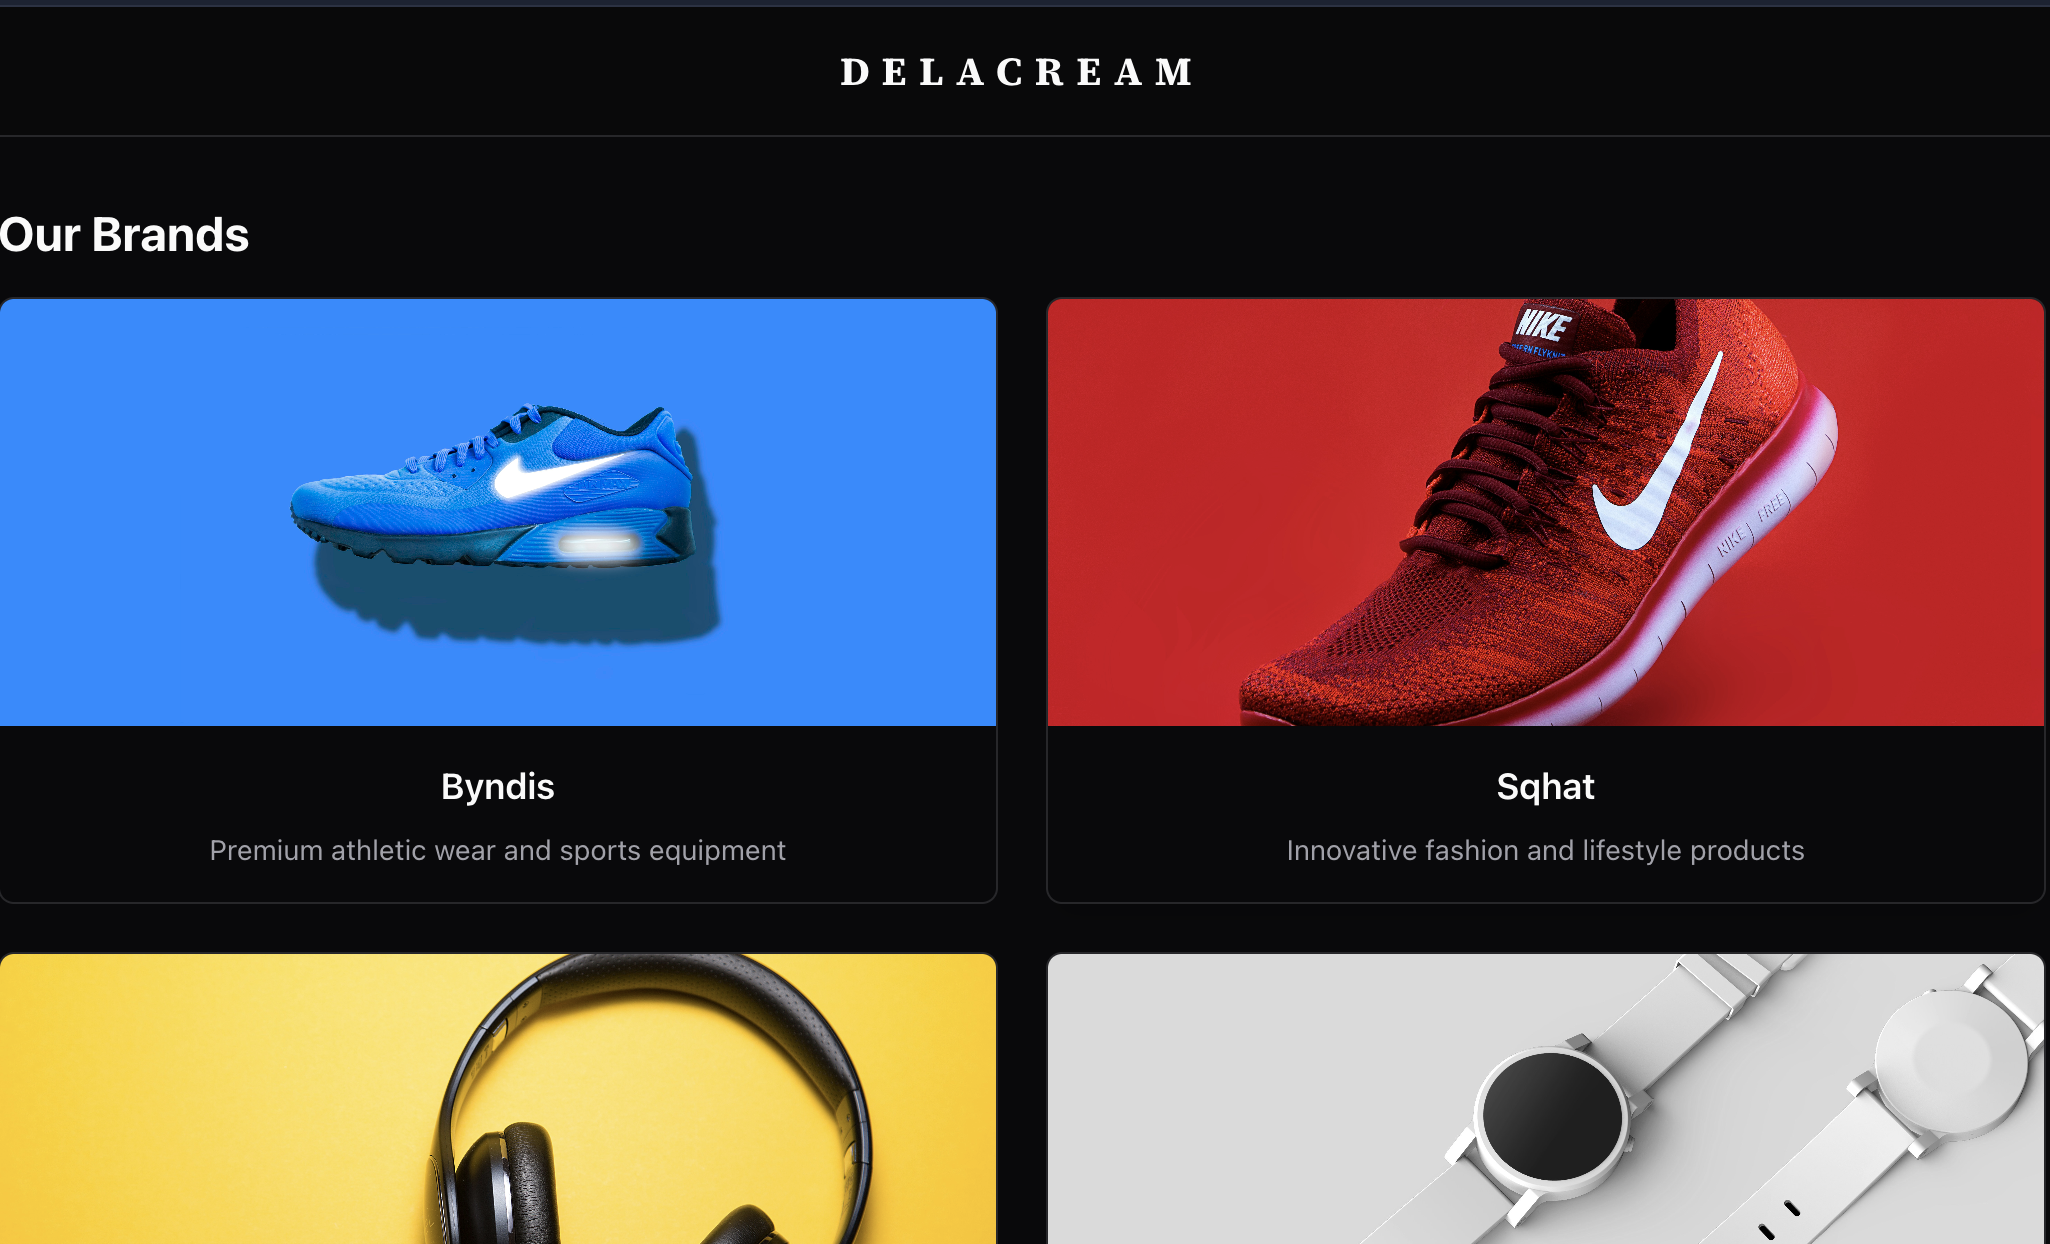 DELACREAM
Our Brands
NIKE
NIKE FREE
Byndis
Sqhat
Premium athletic wear and sports equipment
Innovative fashion and lifestyle products